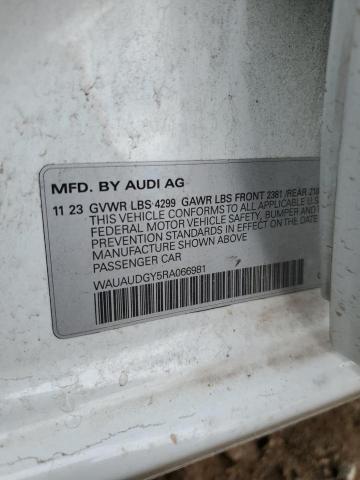 MFD. BY AUDI AG
11 23 GVWR LBS 4299 GAWR LBS FRONT 2381 /REAR
THIS VEHICLE CONFORMS TO ALL APPLICABLE U.S
FEDERAL MOTOR VEHICLE SAFETY, BUMPER AND
PREVENTION STANDARDS IN EFFECT ON THE DATE
MANUFACTURE SHOWN ABOVE
PASSENGER CAR
WAUAUDGY5RA066981